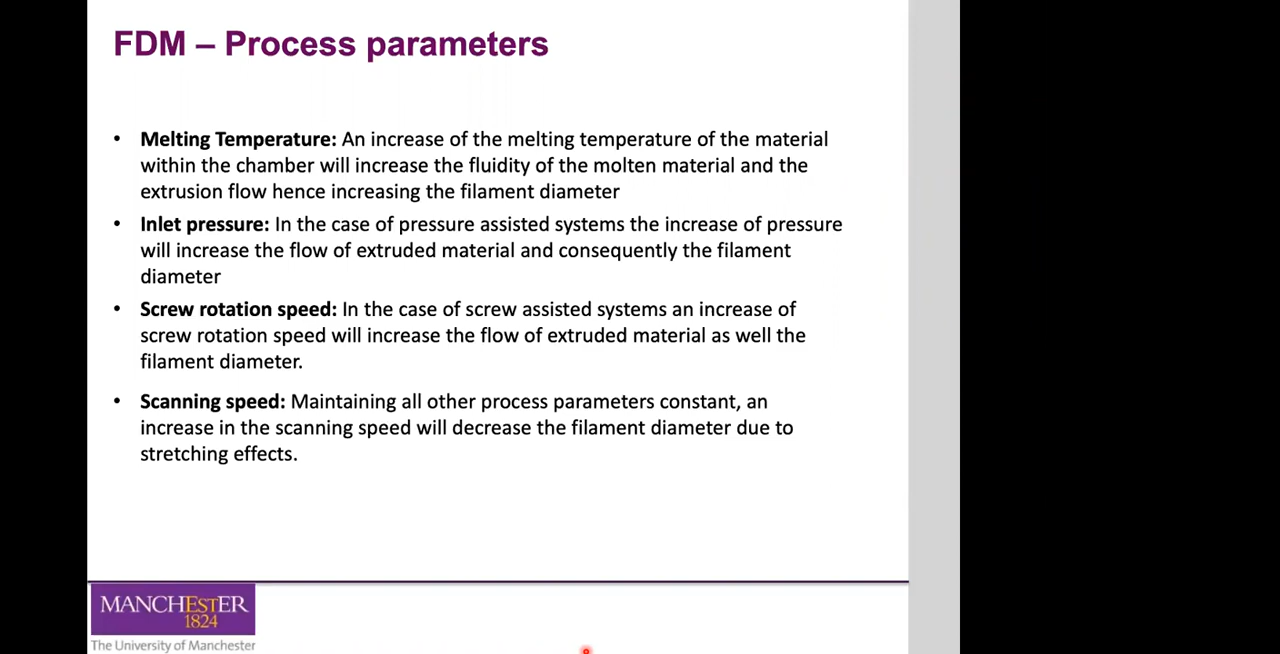 FDM – Process parameters
• Melting Temperature: An increase of the melting temperature of the material
within the chamber will increase the fluidity of the molten material and the
extrusion flow hence increasing the filament diameter
• Inlet pressure: In the case of pressure assisted systems the increase of pressure
will increase the flow of extruded material and consequently the filament
diameter
• Screw rotation speed: In the case of screw assisted systems an increase of
screw rotation speed will increase the flow of extruded material as well the
filament diameter.
• Scanning speed: Maintaining all other process parameters constant, an
increase in the scanning speed will decrease the filament diameter due to
stretching effects.
MANCHESTER
1824
The University of Manchester